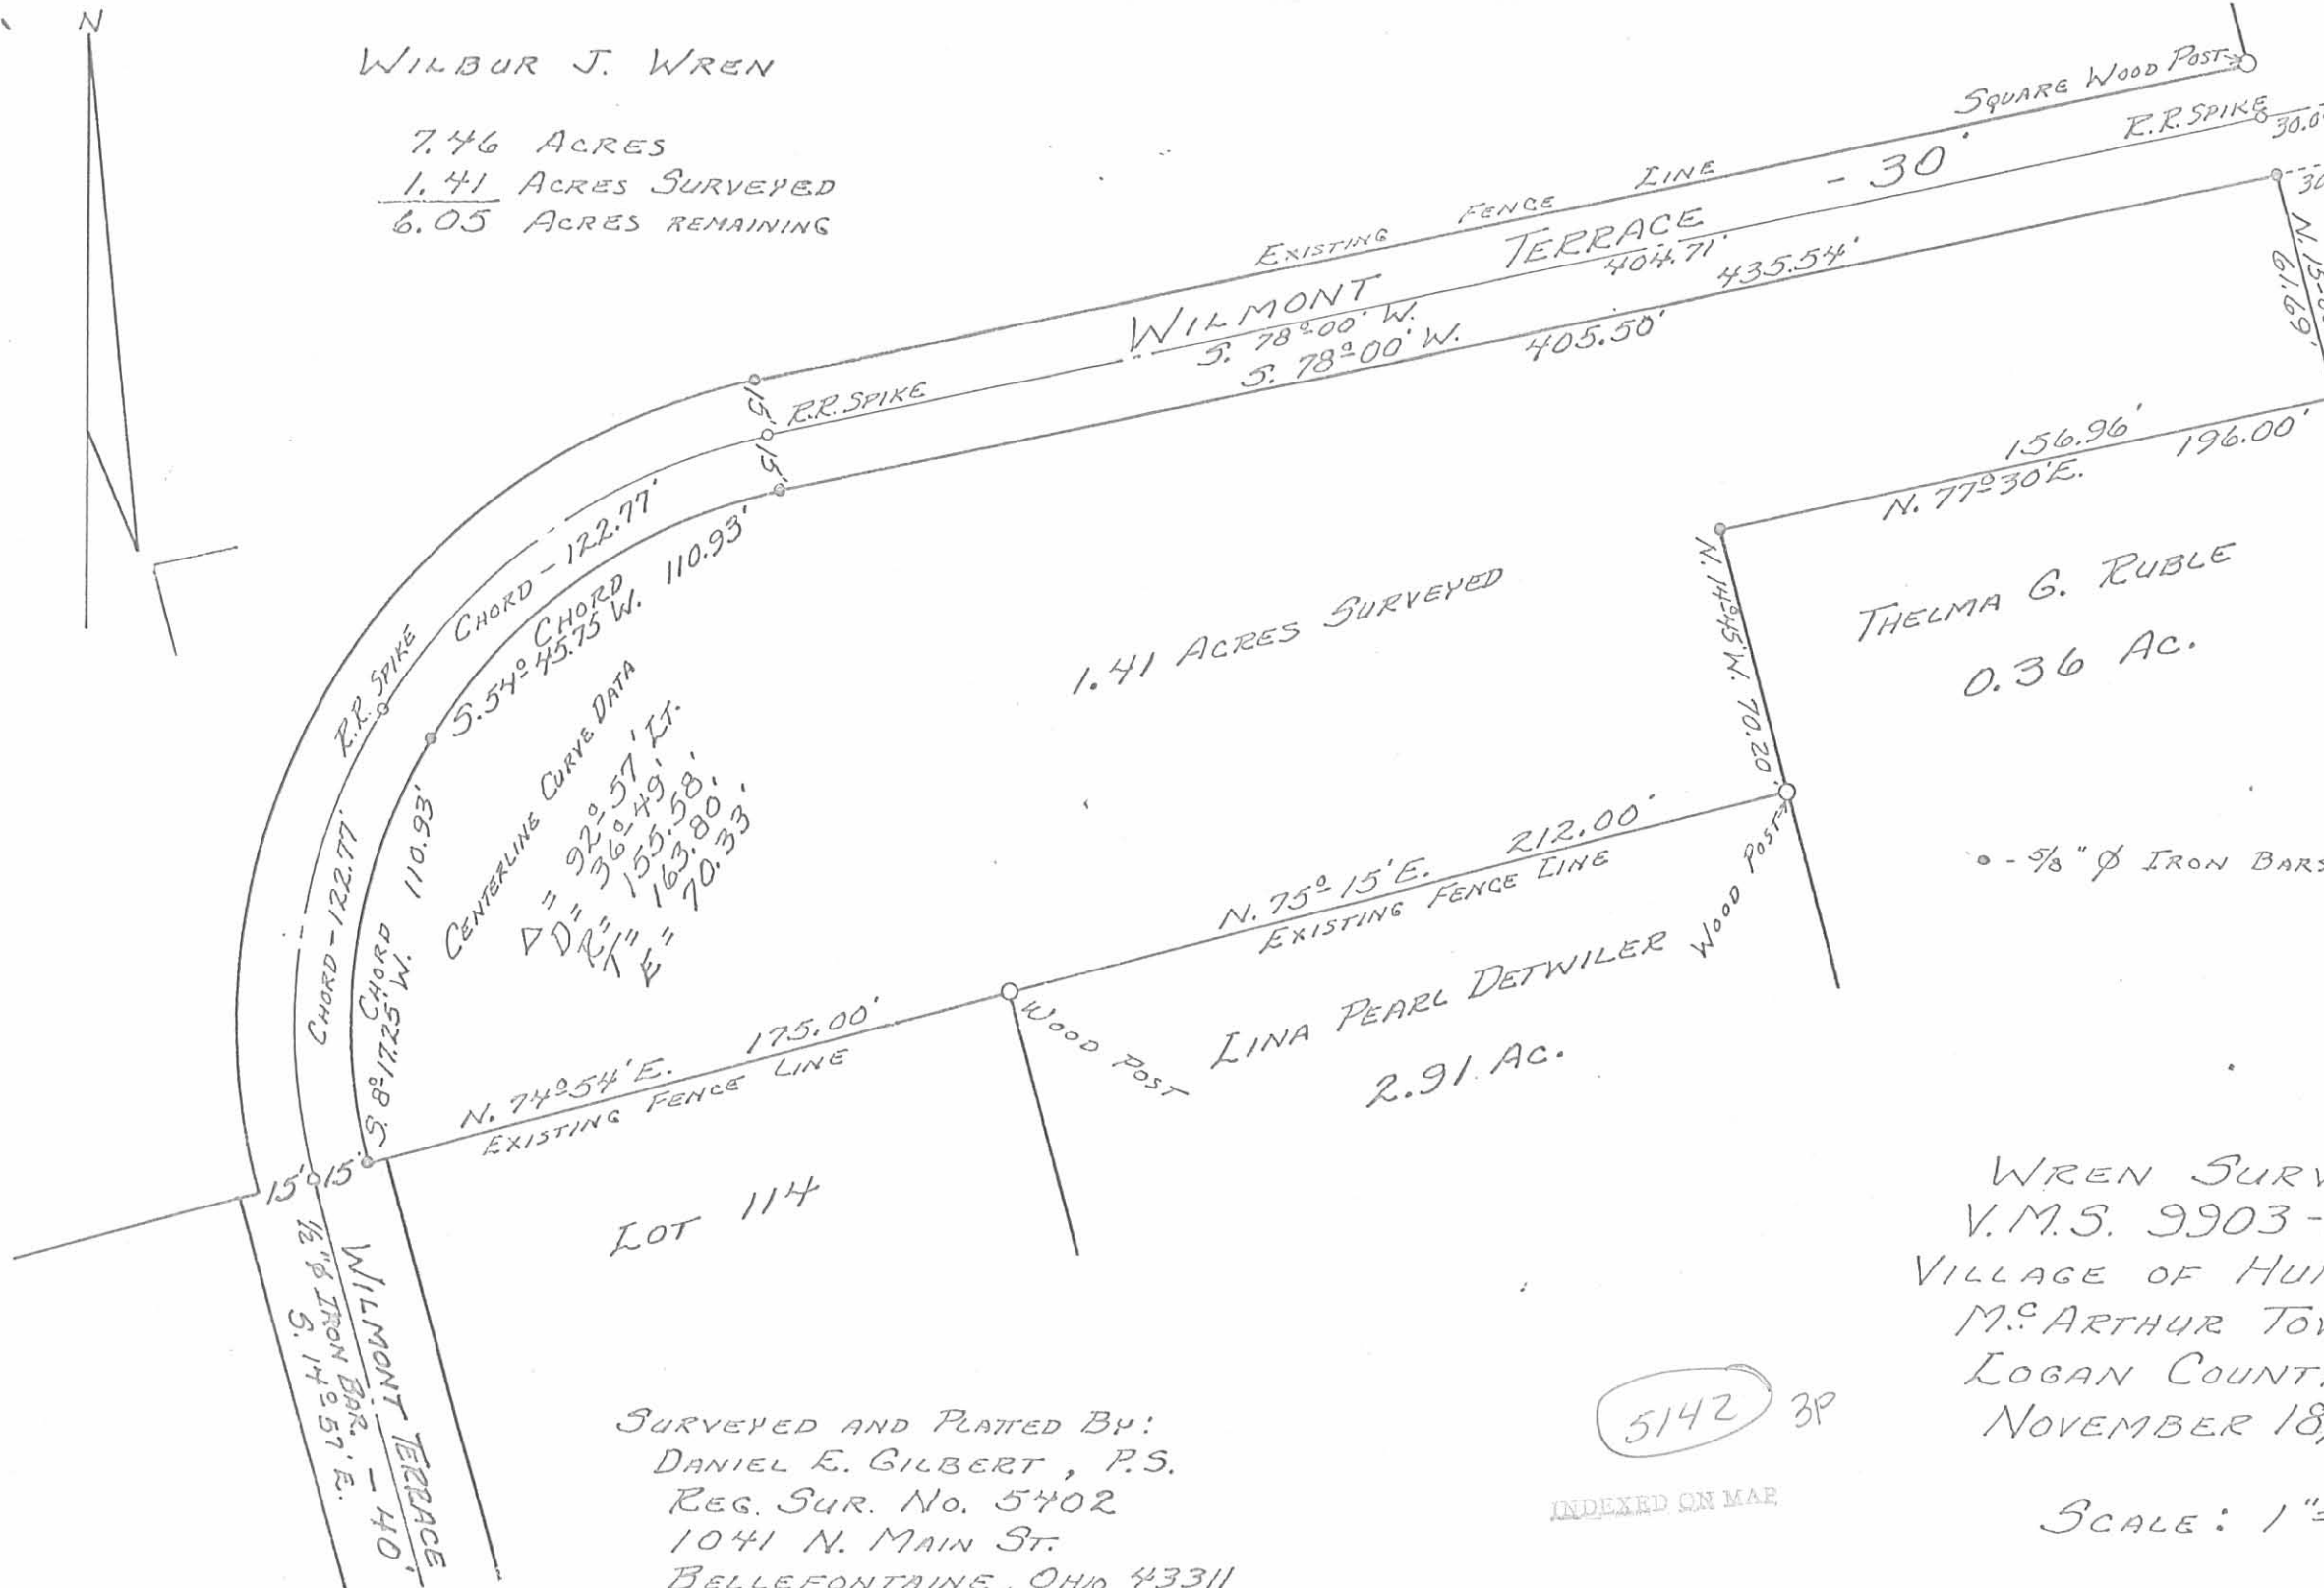 N
WILBUR J. WREN
7.46 ACRES
1.41 ACRES SURVEYED
6.05 ACRES REMAINING
SQUARE WOOD POST
R.R. SPIKE
30.0
EXISTING FENCE LINE
WILMONT TERRACE - 30'
S. 78°00' W. 404.71'
435.54'
S. 78°00' W. 405.50'
30
N. 15°
61.69'
15'
R.R. SPIKE
15'
CHORD - 122.77'
CHORD
S. 54°45.75 W. 110.93'
R.R. SPIKE
CHORD - 122.77'
CHORD
S. 8°17.25' W. 110.93'
CENTERLINE CURVE DATA
∆ = 92° 57' LT.
D = 36° 49'
R = 155.58'
T = 163.80'
E = 70.33'
1.41 ACRES SURVEYED
156.96'
196.00'
N. 77°30'E.
N. 14°45'W. 70.20'
THELMA G. RUBLE
0.36 AC.
N. 75° 15'E. 212.00'
EXISTING FENCE LINE
WOOD POST
• - 5/8" Ø IRON BARS
N. 74°54'E. 175.00'
EXISTING FENCE LINE
WOOD POST
LINA PEARL DETWILER
2.91 AC.
15' 15'
LOT 114
1/2" Ø IRON BAR
S. 14° 57' E.
WILMONT TERRACE - 40'
WREN SURV
V.M.S. 9903 -
VILLAGE OF HUN
McARTHUR TOW
LOGAN COUNT
NOVEMBER 18,
SCALE: 1"=
SURVEYED AND PLATTED BY:
DANIEL E. GILBERT, P.S.
REG. SUR. NO. 5402
1041 N. MAIN ST.
BELLEFONTAINE, OHIO 43311
5142 3P
INDEXED ON MAP